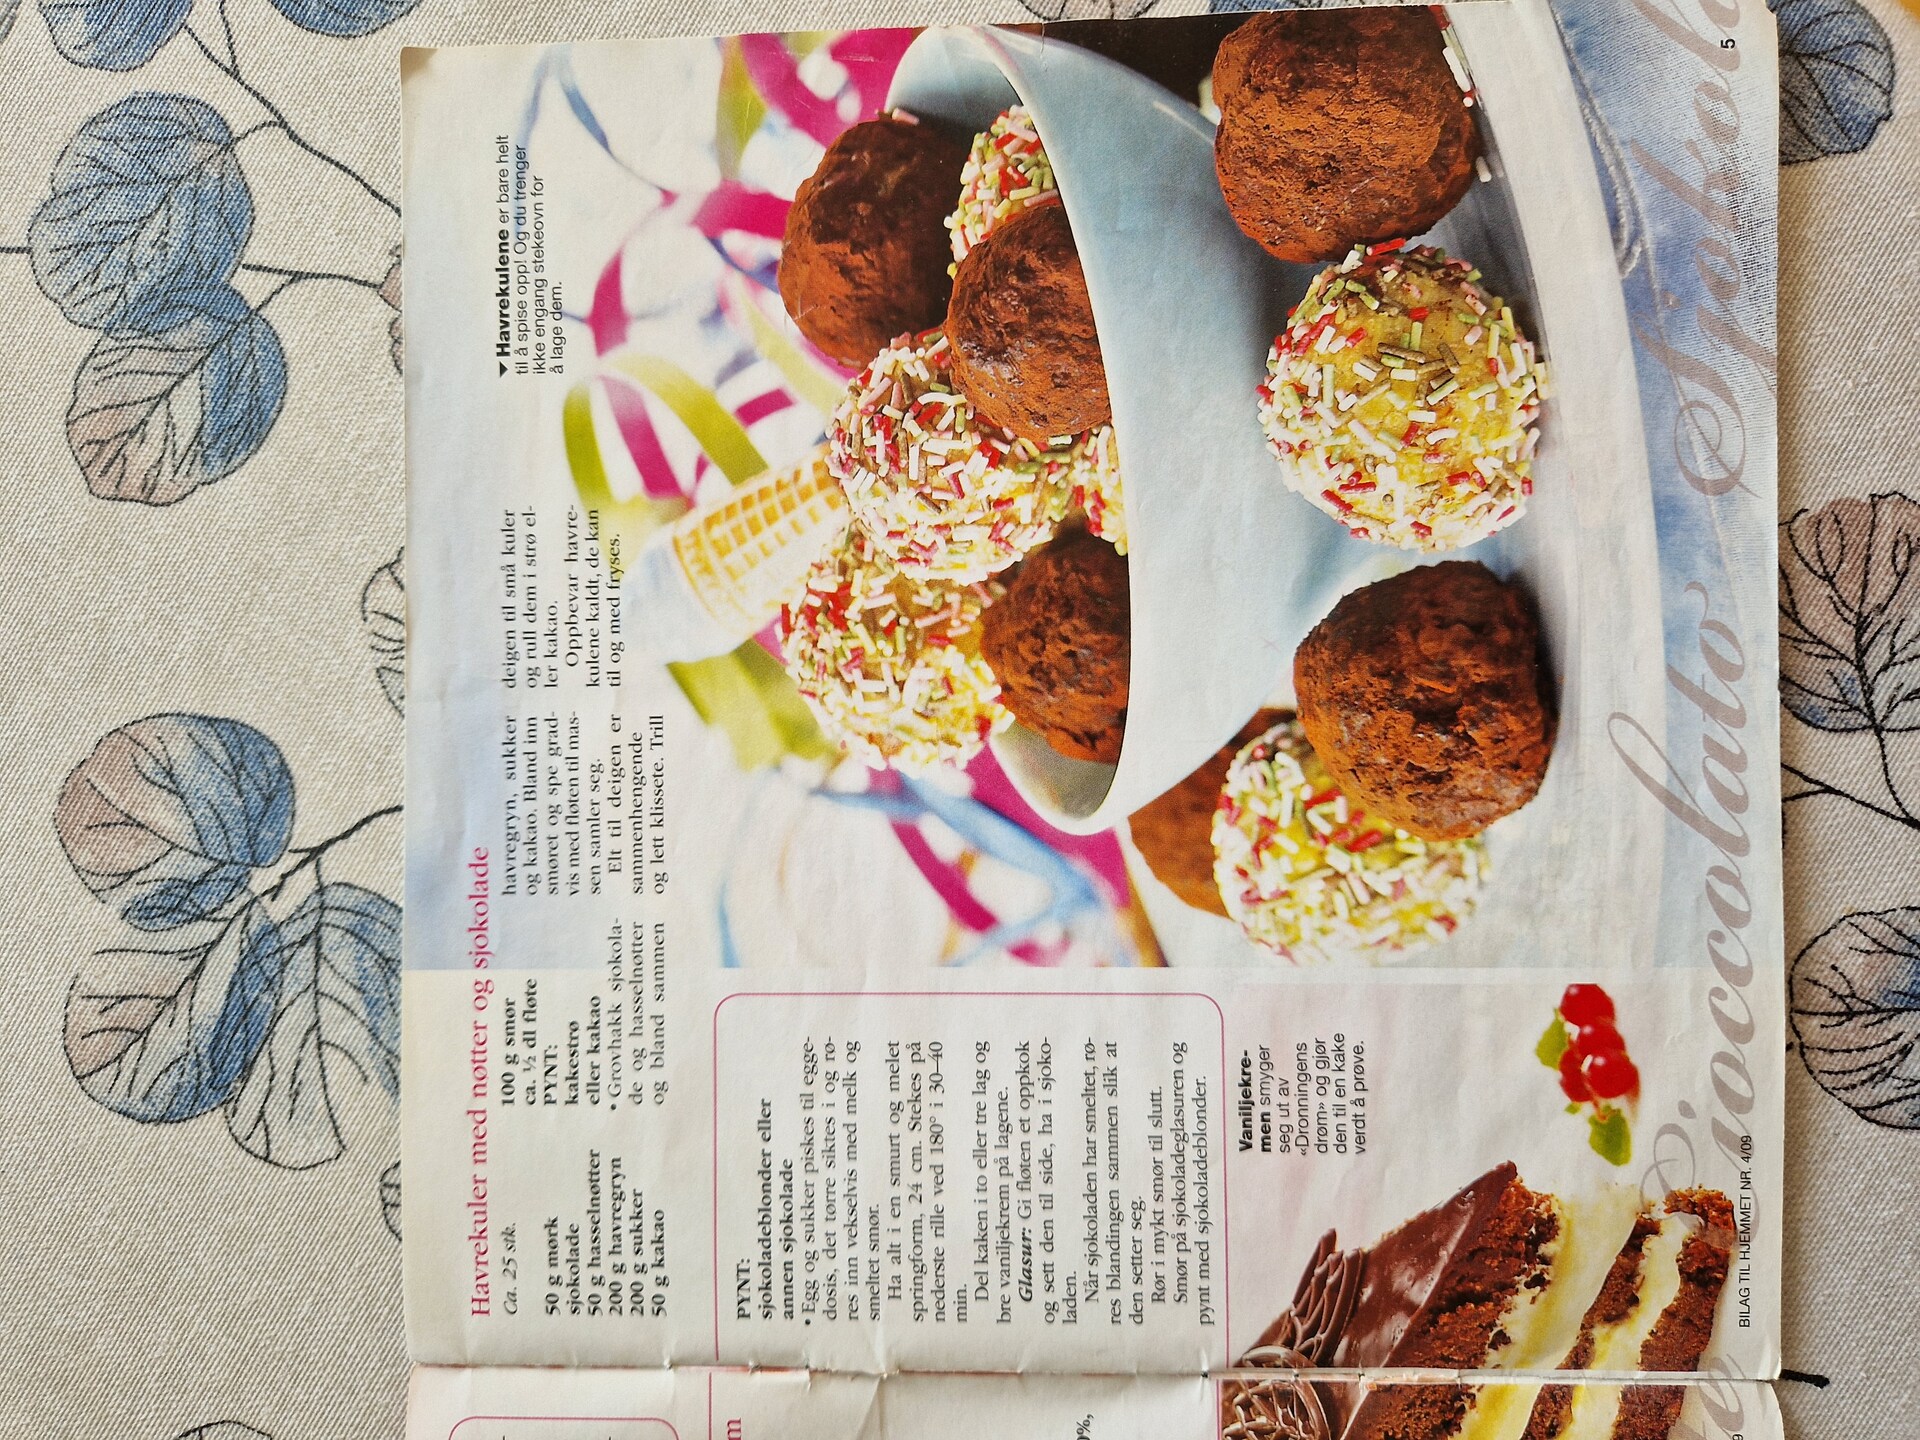 Havrekuler med nøtter og sjokolade
Ca. 25 stk.
50 g mørk
sjokolade
50 g hasselnøtter
200 g havregryn
200 g sukker
50 g kakao
100 g smør
ca. ½ dl fløte
PYNT:
kakestrø
eller kakao
• Grovhakk sjokola-
de og hasselnøtter
og bland sammen
havregryn, sukker
og kakao. Bland inn
smøret og spe grad-
vis med fløten til mas-
sen samler seg.
Elt til deigen er
sammenhengende
og lett klissete. Trill
deigen til små kuler
og rull dem i strø el-
ler kakao.
Oppbevar havre-
kulene kaldt, de kan
til og med fryses.
Havrekulene er bare helt
til å spise opp! Og du trenger
ikke engang stekeovn for
å lage dem.
m
0%,
PYNT:
sjokoladeblonder eller
annen sjokolade
• Egg og sukker piskes til egge-
dosis, det tørre siktes i og rø-
res inn vekselvis med melk og
smeltet smør.
Ha alt i en smurt og melet
springform, 24 cm. Stekes på
nederste rille ved 180° i 30–40
min.
Del kaken i to eller tre lag og
bre vaniljekrem på lagene.
Glasur: Gi fløten et oppkok
og sett den til side, ha i sjoko-
laden.
Når sjokoladen har smeltet, rø-
res blandingen sammen slik at
den setter seg.
Rør i mykt smør til slutt.
Smør på sjokoladeglasuren og
pynt med sjokoladeblonder.
Vaniljekre-
men smyger
seg ut av
«Dronningens
drøm» og gjør
den til en kake
verdt å prøve.
te Cioccolato Sjokol
9
BILAG TIL HJEMMET NR. 4/09
5